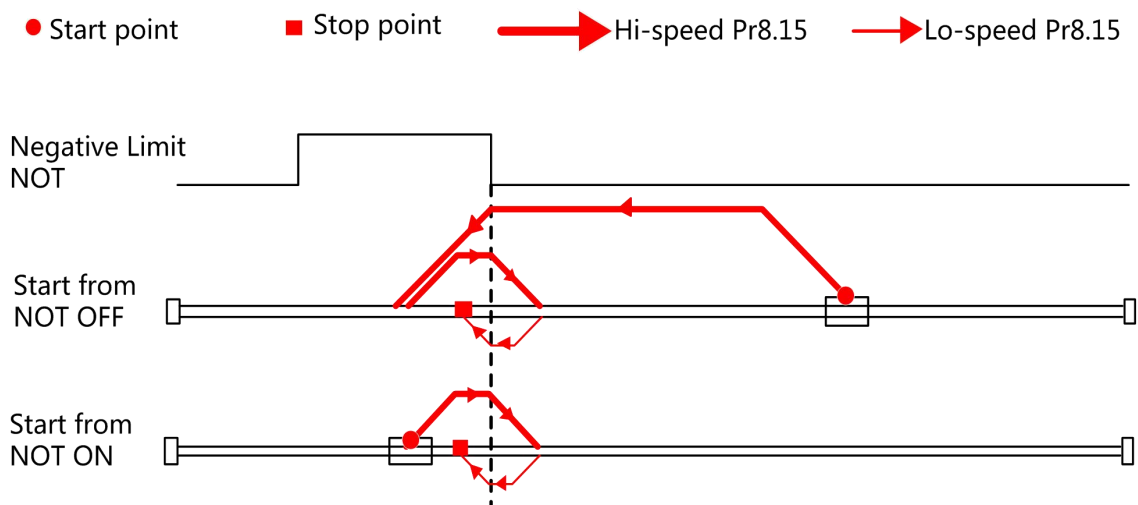 Start point
Stop point
Hi-speed Pr8.15
Lo-speed Pr8.15
Negative Limit
NOT
Start from
NOT OFF
Start from
NOT ON